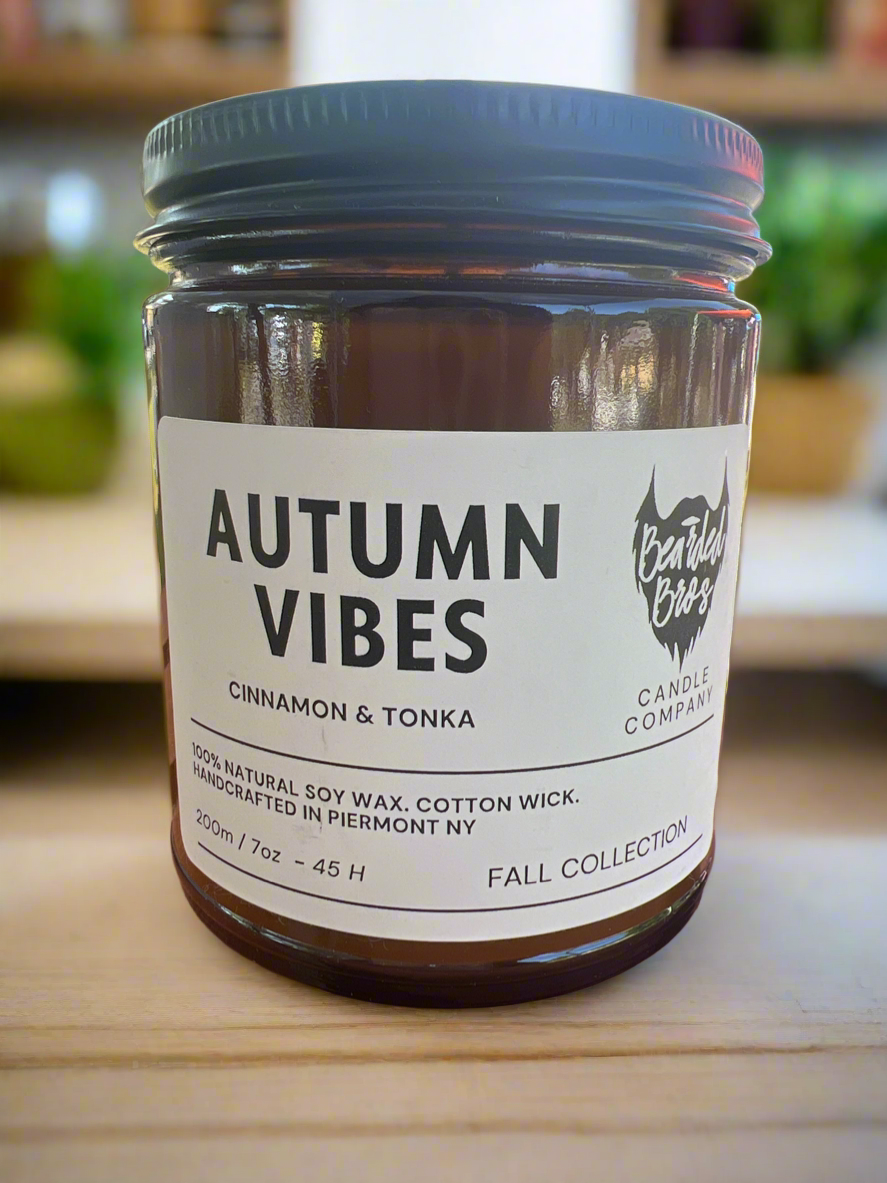 AUTUMN
VIBES
CINNAMON & TONKA
Bearded
Bros
CANDLE
COMPANY
100% NATURAL SOY WAX. COTTON WICK.
HANDCRAFTED IN PIERMONT NY
200m / 7oz - 45 H
FALL COLLECTION